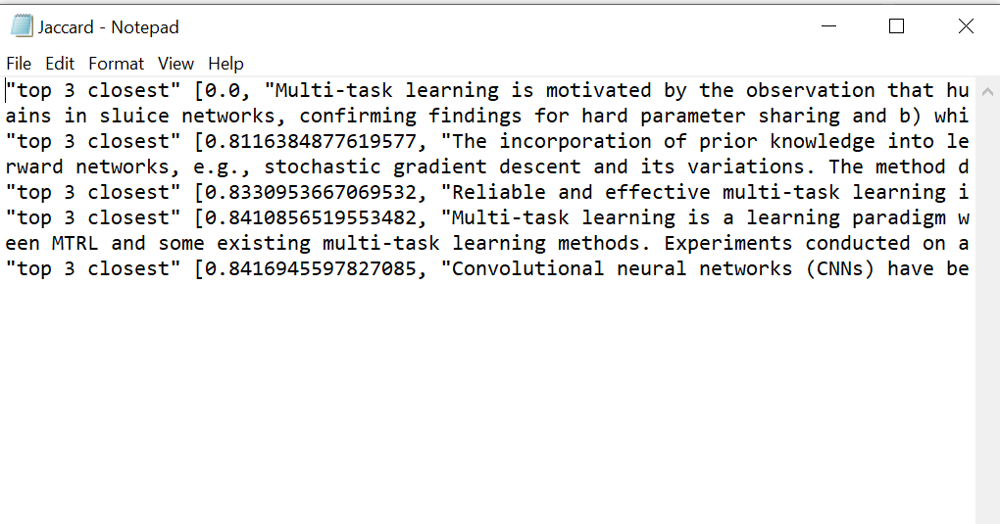 Jaccard - Notepad
File Edit Format View Help
"top 3 closest" [0.0, "Multi-task learning is motivated by the observation that hu
ains in sluice networks, confirming findings for hard parameter sharing and b) whi
"top 3 closest" [0.8116384877619577, "The incorporation of prior knowledge into le
rward networks, e.g., stochastic gradient descent and its variations. The method d
"top 3 closest" [0.8330953667069532, "Reliable and effective multi-task learning i
"top 3 closest" [0.8410856519553482, "Multi-task learning is a learning paradigm w
een MTRL and some existing multi-task learning methods. Experiments conducted on a
"top 3 closest" [0.8416945597827085, "Convolutional neural networks (CNNs) have be